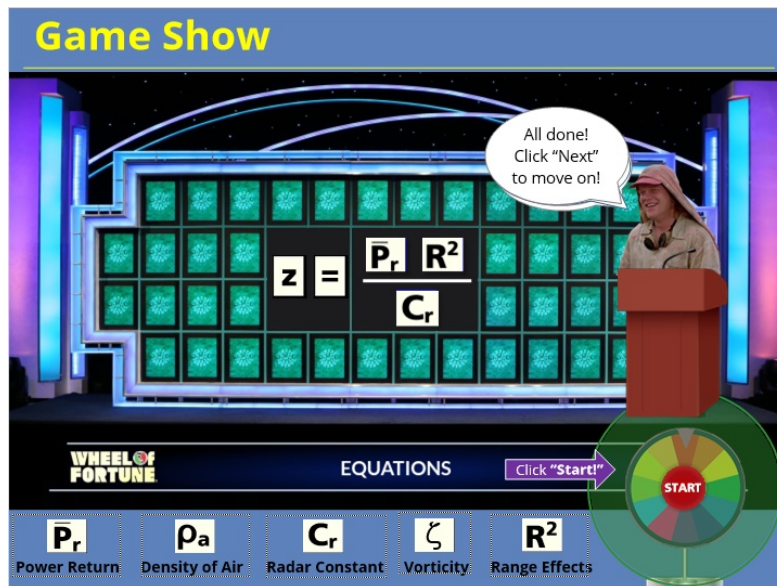 Game Show
All done!
Click “Next”
to move on!
z = P̅ᵣ R²
Cᵣ
WHEEL OF
FORTUNE
EQUATIONS
Click “Start!”
START
P̅ᵣ ρₐ Cᵣ ζ R²
Power Return Density of Air Radar Constant Vorticity Range Effects